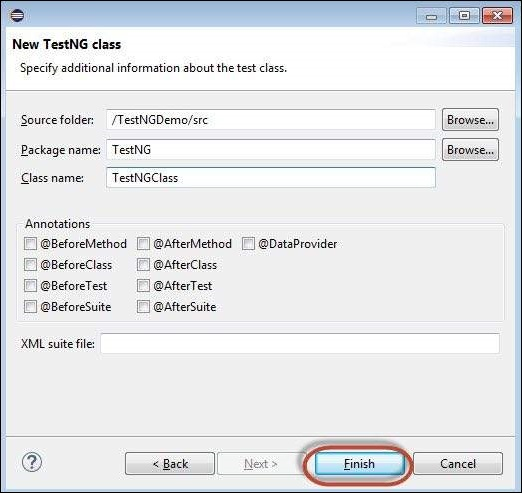 New TestNG class
Specify additional information about the test class.
Source folder: /TestNGDemo/src Browse...
Package name: TestNG Browse...
Class name: TestNGClass
Annotations
@BeforeMethod @AfterMethod @DataProvider
@BeforeClass @AfterClass
@BeforeTest @AfterTest
@BeforeSuite @AfterSuite
XML suite file:
? < Back Next > Finish Cancel